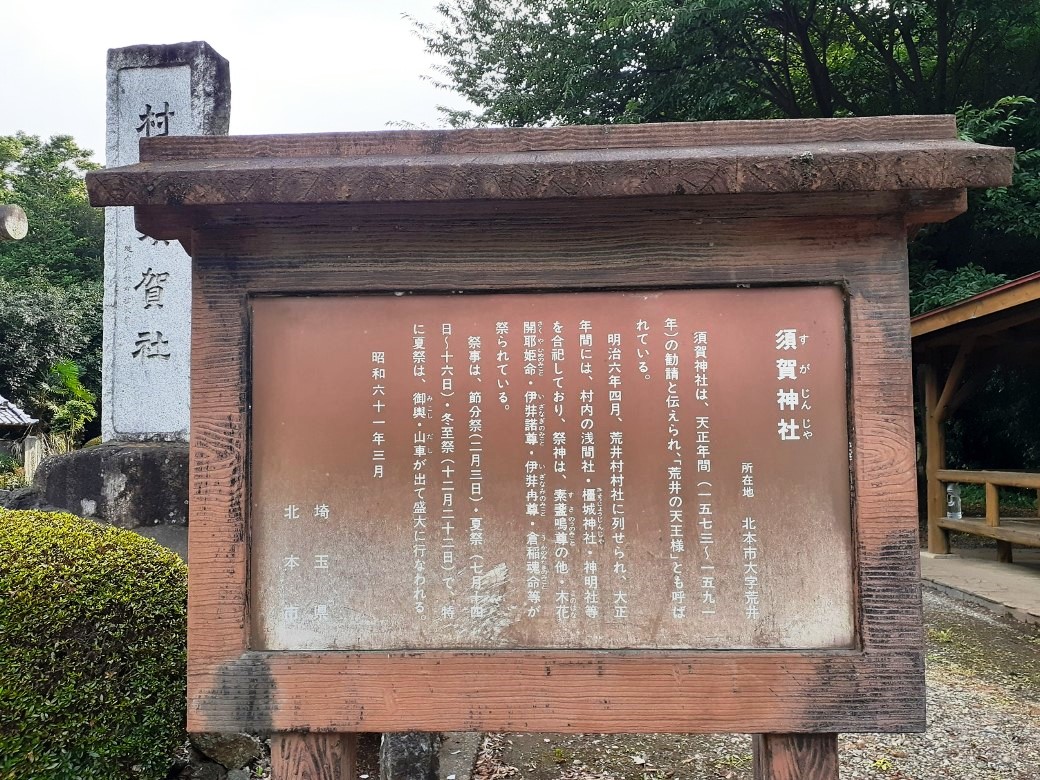 須賀神社
すがじんじゃ
所在地 北本市大字荒井
須賀神社は、天正年間(一五七三〜一五九一
年)の勧請と伝えられ、「荒井の天王様」とも呼ば
れている。
明治六年四月、荒井村村社に列せられ、大正
年間には、村内の浅間社・橿城神社・神明社等
を合祀しており、祭神は、素盞嗚尊の他・木花
開耶姫命・伊弉諾尊・伊弉冉尊・倉稲魂命等が
祭られている。
祭事は、節分祭(二月三日)・夏祭(七月十四
日〜十六日)・冬至祭(十二月二十二日)で、特
に夏祭は、御輿・山車が出て盛大に行なわれる。
昭和六十一年三月
埼玉県
北本市
村
賀社